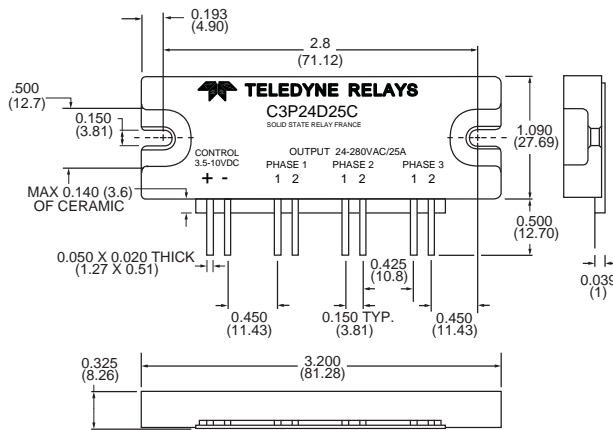 0.193
(4.90)
2.8
(71.12)
.500
(12.7)
0.150
(3.81)
TELEDYNE RELAYS
C3P24D25C
SOLID STATE RELAY FRANCE
CONTROL
3.5-10VDC
+ -
OUTPUT 24-280VAC/25A
PHASE 1 PHASE 2 PHASE 3
1 2 1 2 1 2
1.090
(27.69)
MAX 0.140 (3.6)
OF CERAMIC
0.500
(12.70)
0.050 X 0.020 THICK
(1.27 X 0.51)
0.425
(10.8)
0.039
(1)
0.450
(11.43)
0.150 TYP.
(3.81)
0.450
(11.43)
0.325
(8.26)
3.200
(81.28)